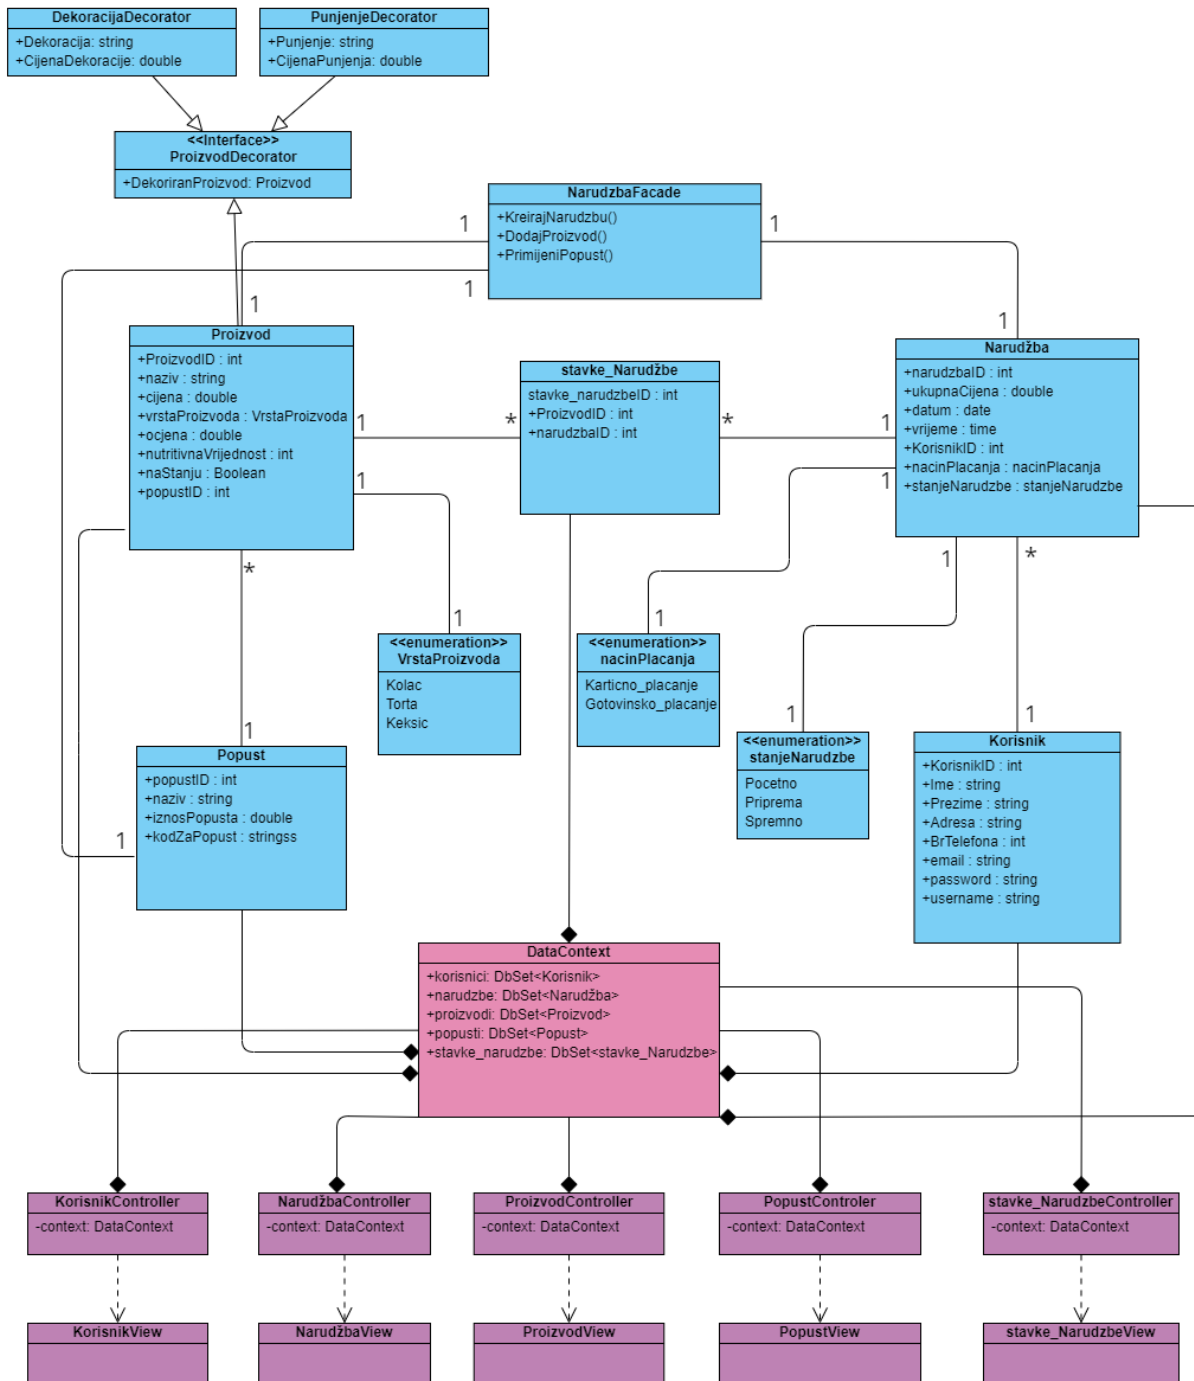 DekoracijaDecorator
+Dekoracija: string
+CijenaDekoracije: double
PunjenjeDecorator
+Punjenje: string
+CijenaPunjenja: double
<<Interface>>
ProizvodDecorator
+DekoriranProizvod: Proizvod
NarudzbaFacade
+KreirajNarudzbu()
+DodajProizvod()
+PrimijeniPopust()
1
1
1
1
1
Proizvod
+ProizvodID : int
+naziv : string
+cijena : double
+vrstaProizvoda : VrstaProizvoda
+ocjena : double
+nutritivnaVrijednost : int
+naStanju : Boolean
+popustID : int
1
*
stavke_Narudžbe
stavke_narudzbeID : int
+ProizvodID : int
+narudzbaID : int
*
1
Narudžba
+narudzbaID : int
+ukupnaCijena : double
+datum : date
+vrijeme : time
+KorisnikID : int
+nacinPlacanja : nacinPlacanja
+stanjeNarudzbe : stanjeNarudzbe
1
1
*
1
*
1
1
<<enumeration>>
VrstaProizvoda
Kolac
Torta
Keksic
<<enumeration>>
nacinPlacanja
Karticno_placanje
Gotovinsko_placanje
1
1
1
<<enumeration>>
stanjeNarudzbe
Pocetno
Priprema
Spremno
Korisnik
+KorisnikID : int
+Ime : string
+Prezime : string
+Adresa : string
+BrTelefona : int
+email : string
+password : string
+username : string
Popust
+popustID : int
+naziv : string
+iznosPopusta : double
+kodZaPopust : stringss
1
DataContext
+korisnici: DbSet<Korisnik>
+narudzbe: DbSet<Narudžba>
+proizvodi: DbSet<Proizvod>
+popusti: DbSet<Popust>
+stavke_narudzbe: DbSet<stavke_Narudzbe>
KorisnikController
-context: DataContext
NarudžbaController
-context: DataContext
ProizvodController
-context: DataContext
PopustControler
-context: DataContext
stavke_NarudzbeController
-context: DataContext
KorisnikView
NarudžbaView
ProizvodView
PopustView
stavke_NarudzbeView